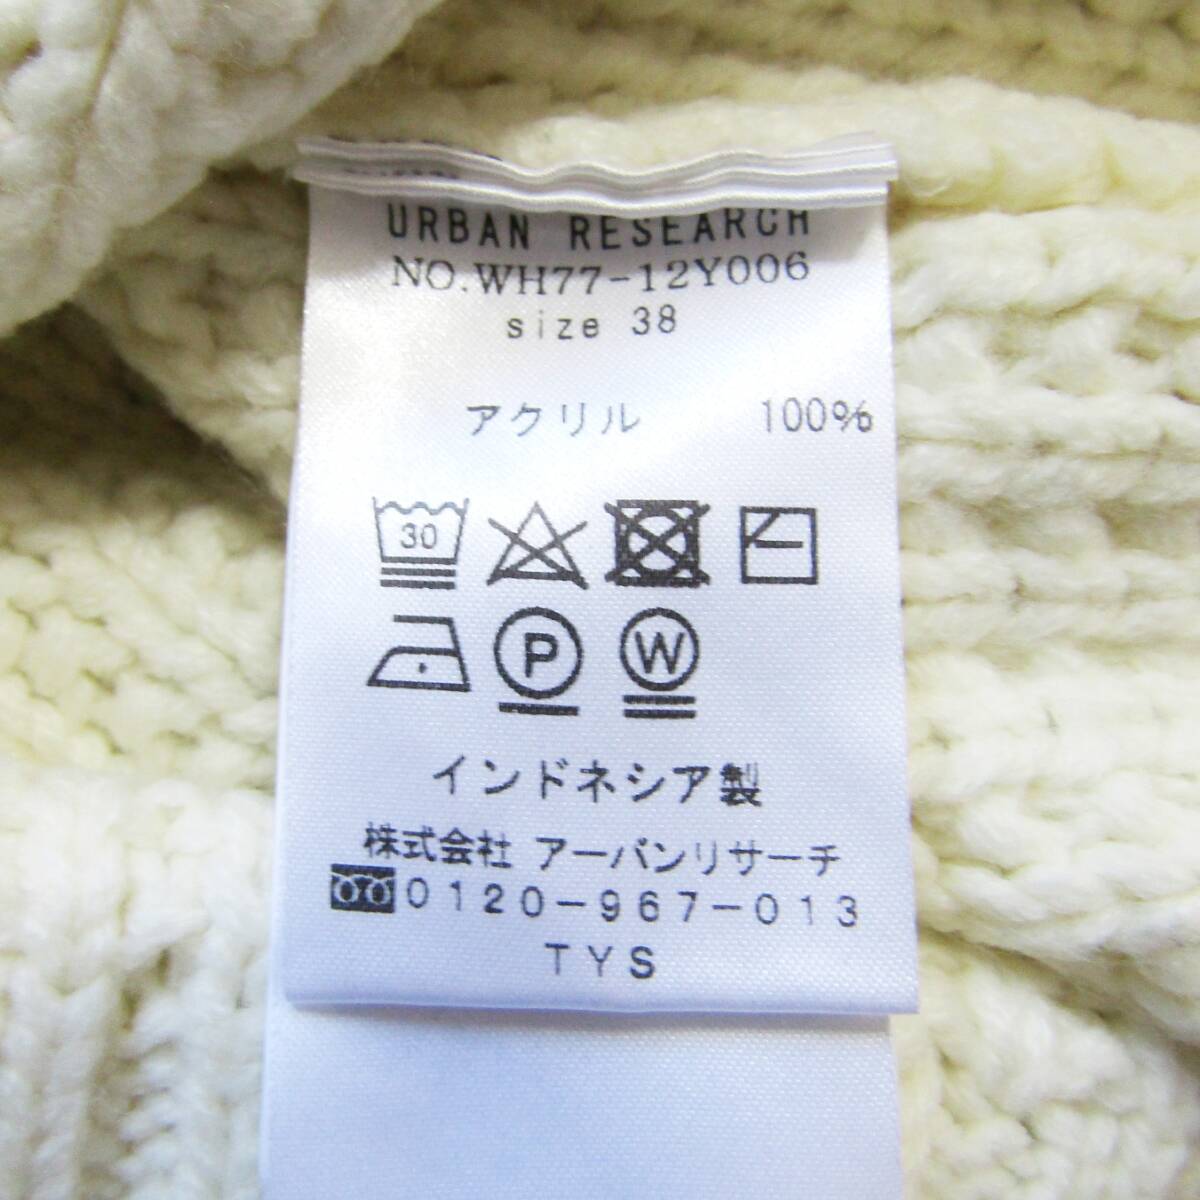 URBAN RESEARCH
NO.WH77-12Y006
size 38
アクリル 100%
30
P W
インドネシア製
株式会社 アーバンリサーチ
0120-967-013
TYS